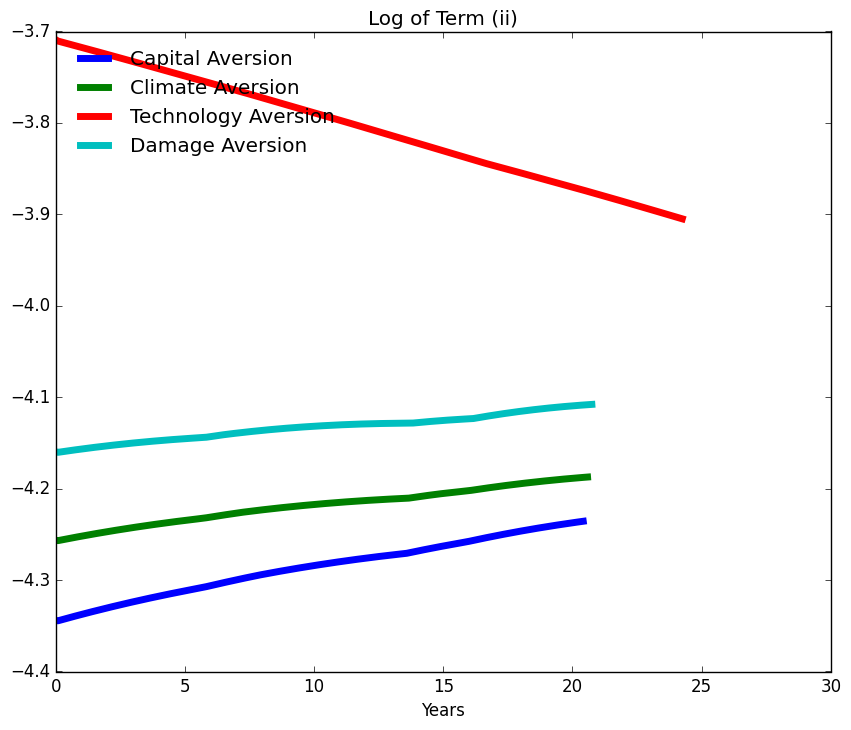 Log of Term (ii)
−3.7
Capital Aversion
Climate Aversion
Technology Aversion
−3.8
Damage Aversion
−3.9
−4.0
−4.1
−4.2
−4.3
−4.4
0 5 10 15 20 25 30
Years